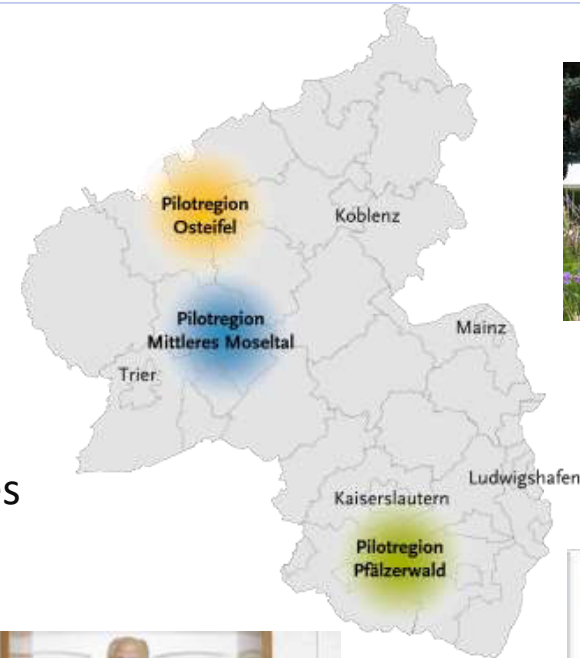 Pilotregion
Osteifel
Koblenz
Pilotregion
Mittleres Moseltal
Mainz
Trier
Ludwigshafen
Kaiserslautern
Pilotregion
Pfälzerwald